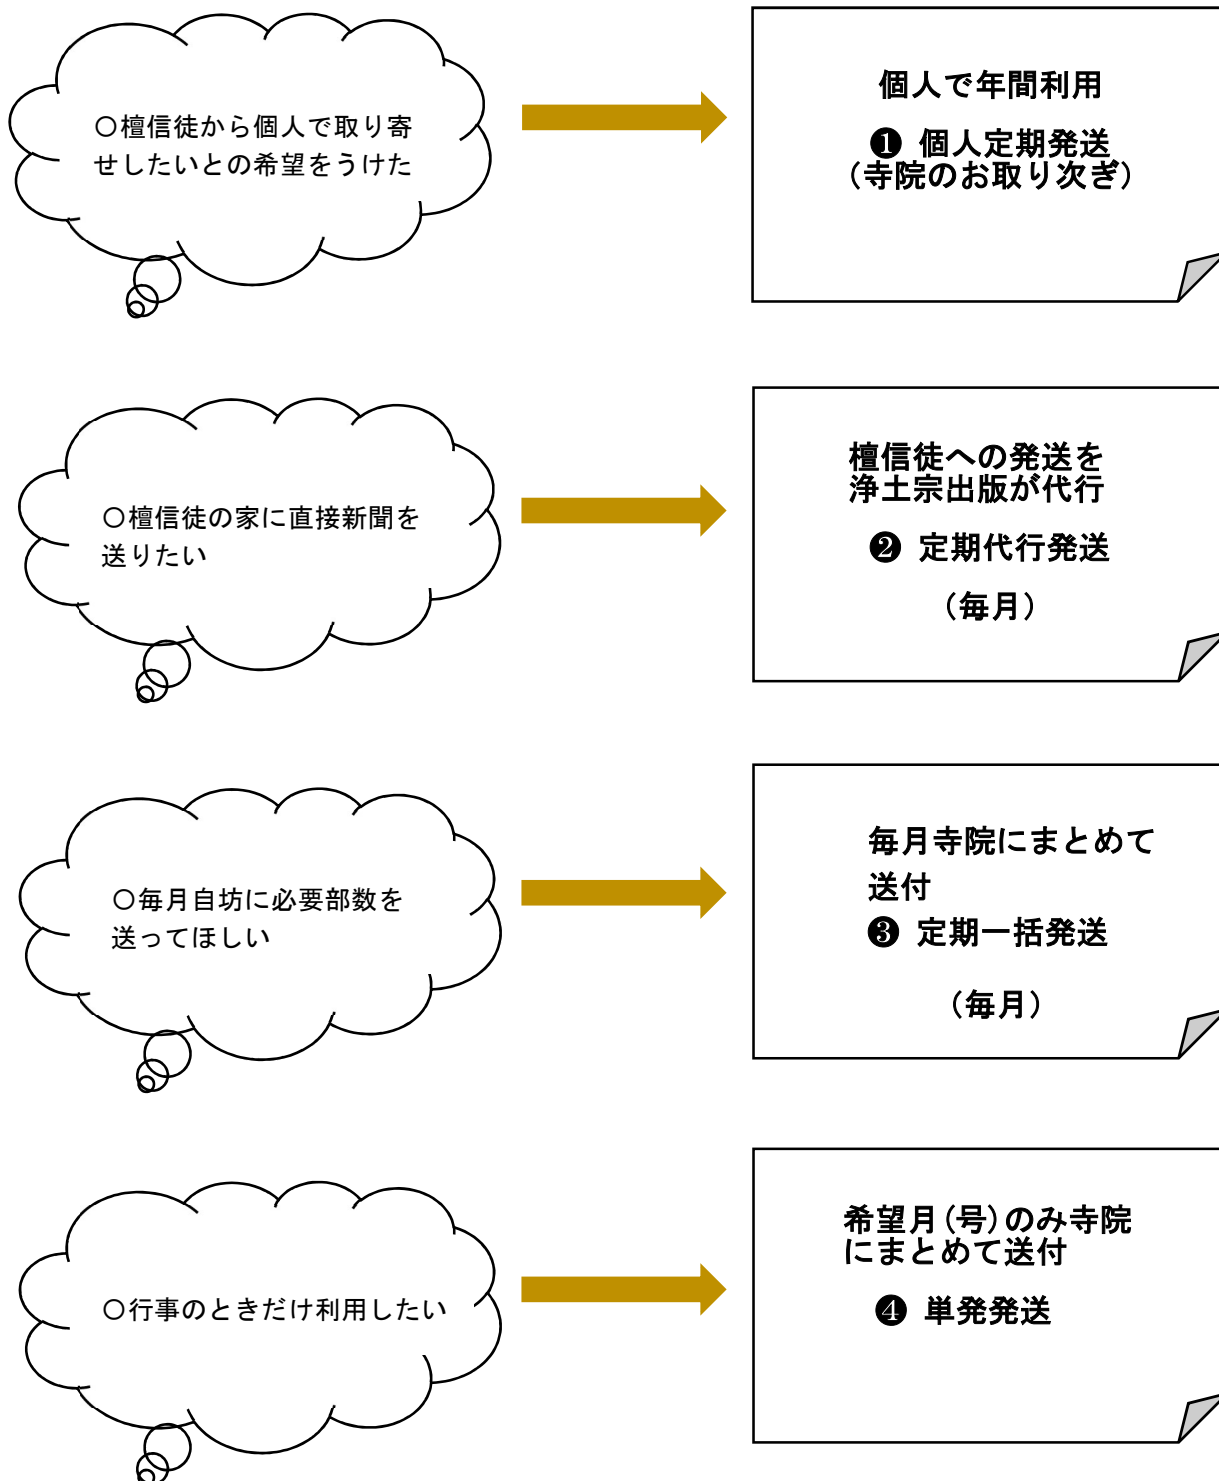 〇檀信徒から個人で取り寄
せしたいとの希望をうけた
個人で年間利用
❶ 個人定期発送
（寺院のお取り次ぎ）
〇檀信徒の家に直接新聞を
送りたい
檀信徒への発送を
浄土宗出版が代行
❷ 定期代行発送
（毎月）
〇毎月自坊に必要部数を
送ってほしい
毎月寺院にまとめて
送付
❸ 定期一括発送
（毎月）
〇行事のときだけ利用したい
希望月（号）のみ寺院
にまとめて送付
❹ 単発発送